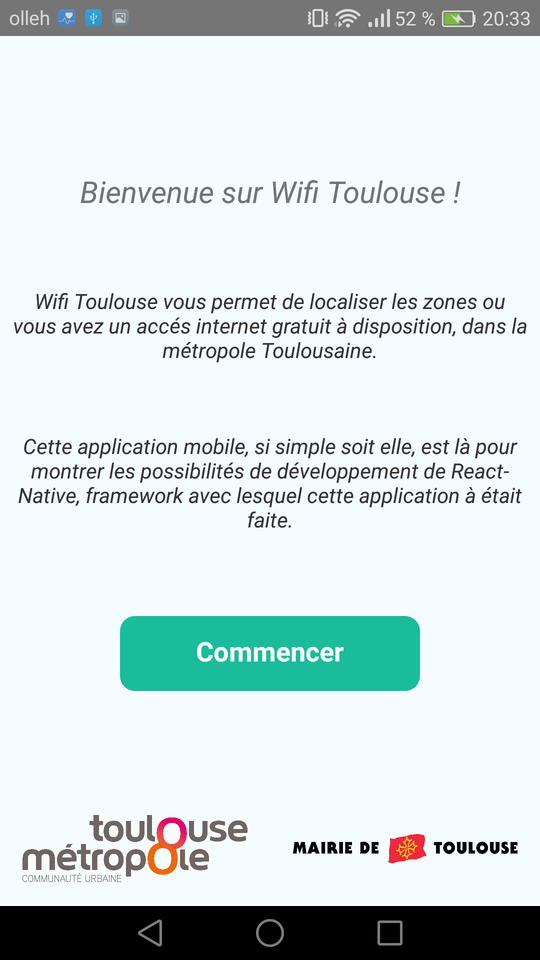 olleh 52 % 20:33
Bienvenue sur Wifi Toulouse !
Wifi Toulouse vous permet de localiser les zones ou
vous avez un accés internet gratuit à disposition, dans la
métropole Toulousaine.
Cette application mobile, si simple soit elle, est là pour
montrer les possibilités de développement de React-
Native, framework avec lesquel cette application à était
faite.
Commencer
toulouse
métropole
COMMUNAUTÉ URBAINE
MAIRIE DE TOULOUSE